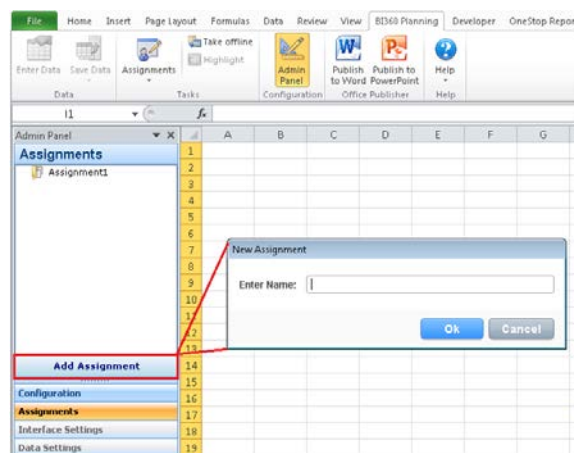 File Home Insert Page Layout Formulas Data Review View BI360 Planning Developer OneStop Repor
Enter Data Save Data Assignments Take offline Highlight Admin Panel Publish to Word Publish to PowerPoint Help
Data Tasks Configuration Office Publisher Help
I1 fx
Admin Panel A B C D E F G
Assignments
Assignment1
1
2
3
4
5
6
7
8
9
10
11
12
13
14
15
16
17
18
19
New Assignment
Enter Name:
Ok Cancel
Add Assignment
Configuration
Assignments
Interface Settings
Data Settings